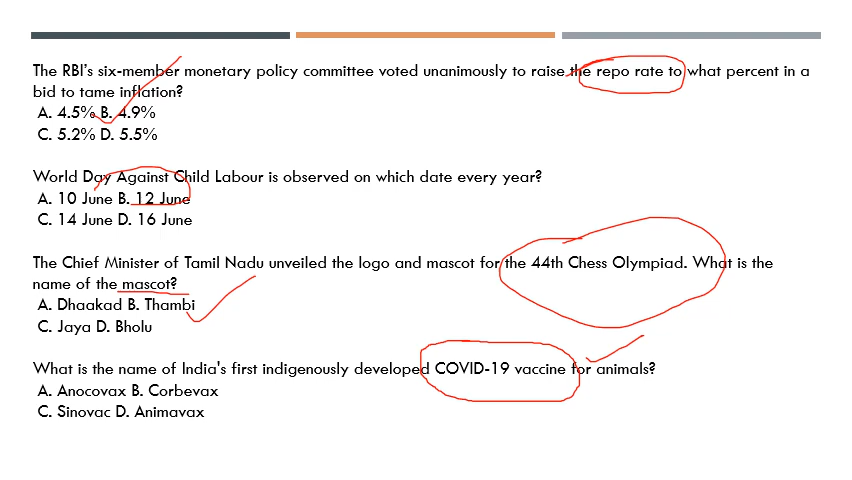 The RBI's six-member monetary policy committee voted unanimously to raise the repo rate to what percent in a
bid to tame inflation?
A. 4.5% B. 4.9%
C. 5.2% D. 5.5%
World Day Against Child Labour is observed on which date every year?
A. 10 June B. 12 June
C. 14 June D. 16 June
The Chief Minister of Tamil Nadu unveiled the logo and mascot for the 44th Chess Olympiad. What is the
name of the mascot?
A. Dhaakad B. Thambi
C. Jaya D. Bholu
What is the name of India's first indigenously developed COVID-19 vaccine for animals?
A. Anocovax B. Corbevax
C. Sinovac D. Animavax